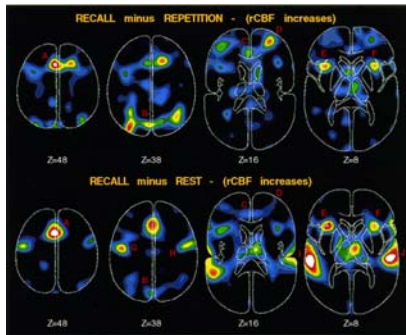 RECALL minus REPETITION - (rCBF increases)
A
B
C D
E F
Z=48 Z=38 Z=16 Z=8
RECALL minus REST - (rCBF increases)
A
G H
B
C D
E F
J
Z=48 Z=38 Z=16 Z=8